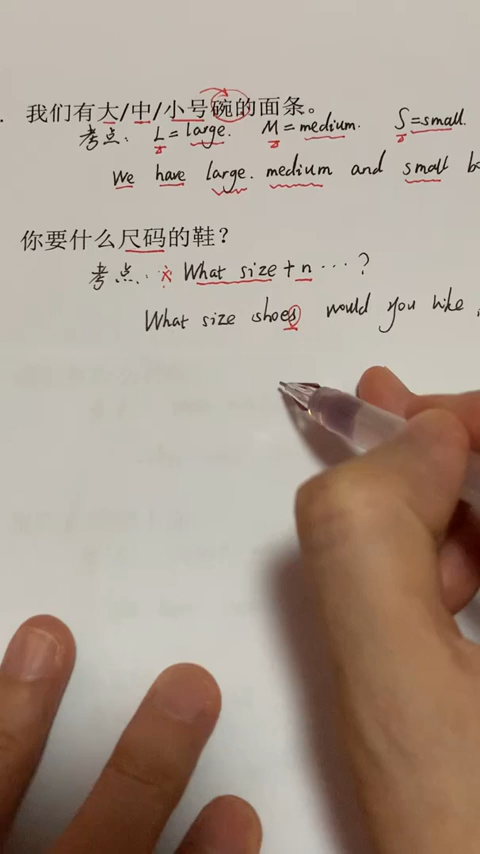 . 我们有大/中/小号碗的面条。
考点: L=large. M=medium. S=small.
We have large. medium and small
你要什么尺码的鞋?
考点. × What size + n ...?
What size shoes would you like